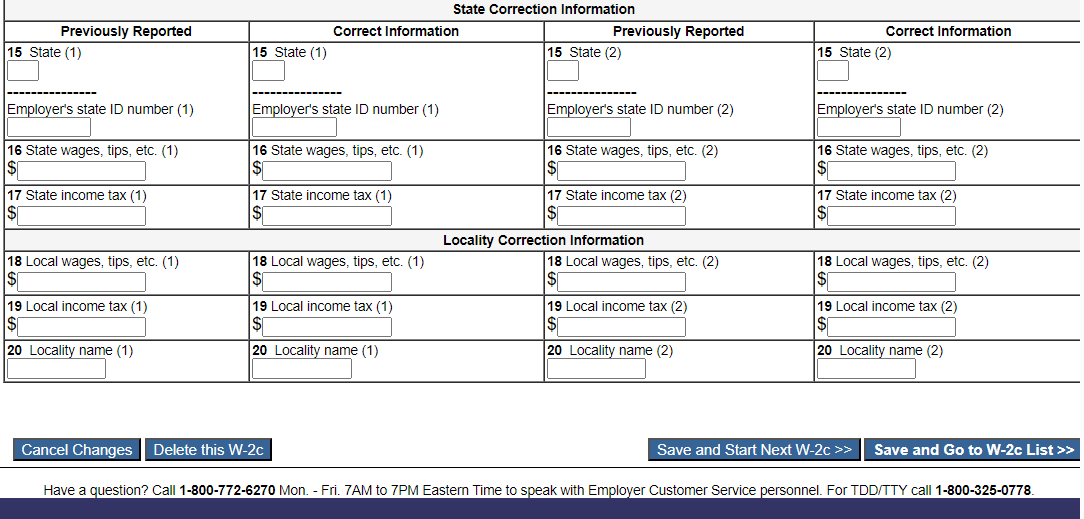 State Correction Information
Previously Reported Correct Information Previously Reported Correct Information
15 State (1) 15 State (1) 15 State (2) 15 State (2)
--------------- --------------- --------------- ---------------
Employer's state ID number (1) Employer's state ID number (1) Employer's state ID number (2) Employer's state ID number (2)
16 State wages, tips, etc. (1) 16 State wages, tips, etc. (1) 16 State wages, tips, etc. (2) 16 State wages, tips, etc. (2)
$ $ $ $
17 State income tax (1) 17 State income tax (1) 17 State income tax (2) 17 State income tax (2)
$ $ $ $
Locality Correction Information
18 Local wages, tips, etc. (1) 18 Local wages, tips, etc. (1) 18 Local wages, tips, etc. (2) 18 Local wages, tips, etc. (2)
$ $ $ $
19 Local income tax (1) 19 Local income tax (1) 19 Local income tax (2) 19 Local income tax (2)
$ $ $ $
20 Locality name (1) 20 Locality name (1) 20 Locality name (2) 20 Locality name (2)
Cancel Changes Delete this W-2c Save and Start Next W-2c >> Save and Go to W-2c List >>
Have a question? Call 1-800-772-6270 Mon. - Fri. 7AM to 7PM Eastern Time to speak with Employer Customer Service personnel. For TDD/TTY call 1-800-325-0778.